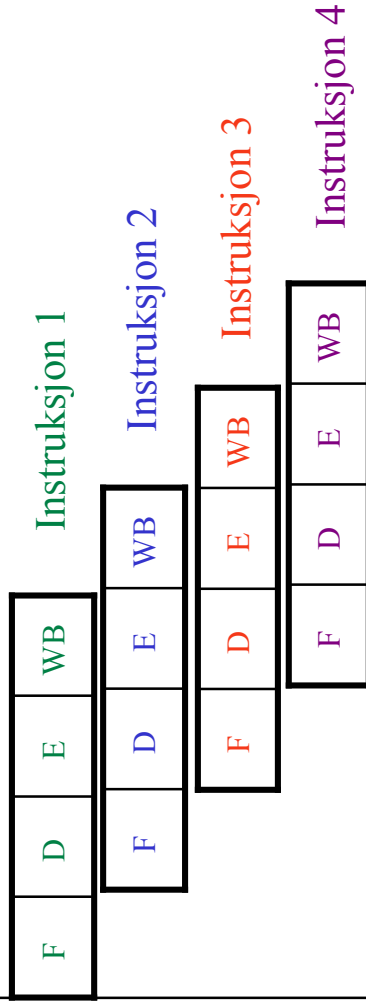 F D E WB Instruksjon 1
F D E WB Instruksjon 2
F D E WB Instruksjon 3
F D E WB Instruksjon 4